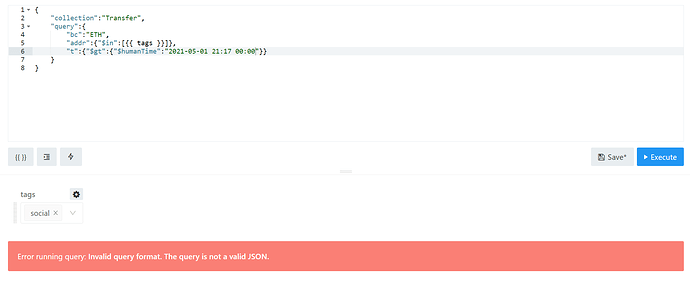 1 {
2 "collection":"Transfer",
3 "query":{
4 "bc":"ETH",
5 "addr":{"$in":[{{ tags }}]},
6 "t":{"$gt":{"$humanTime":"2021-05-01 21:17 00:00"}}
7 }
8 }
{{ }}
Save*
Execute
tags
social ×
Error running query: Invalid query format. The query is not a valid JSON.